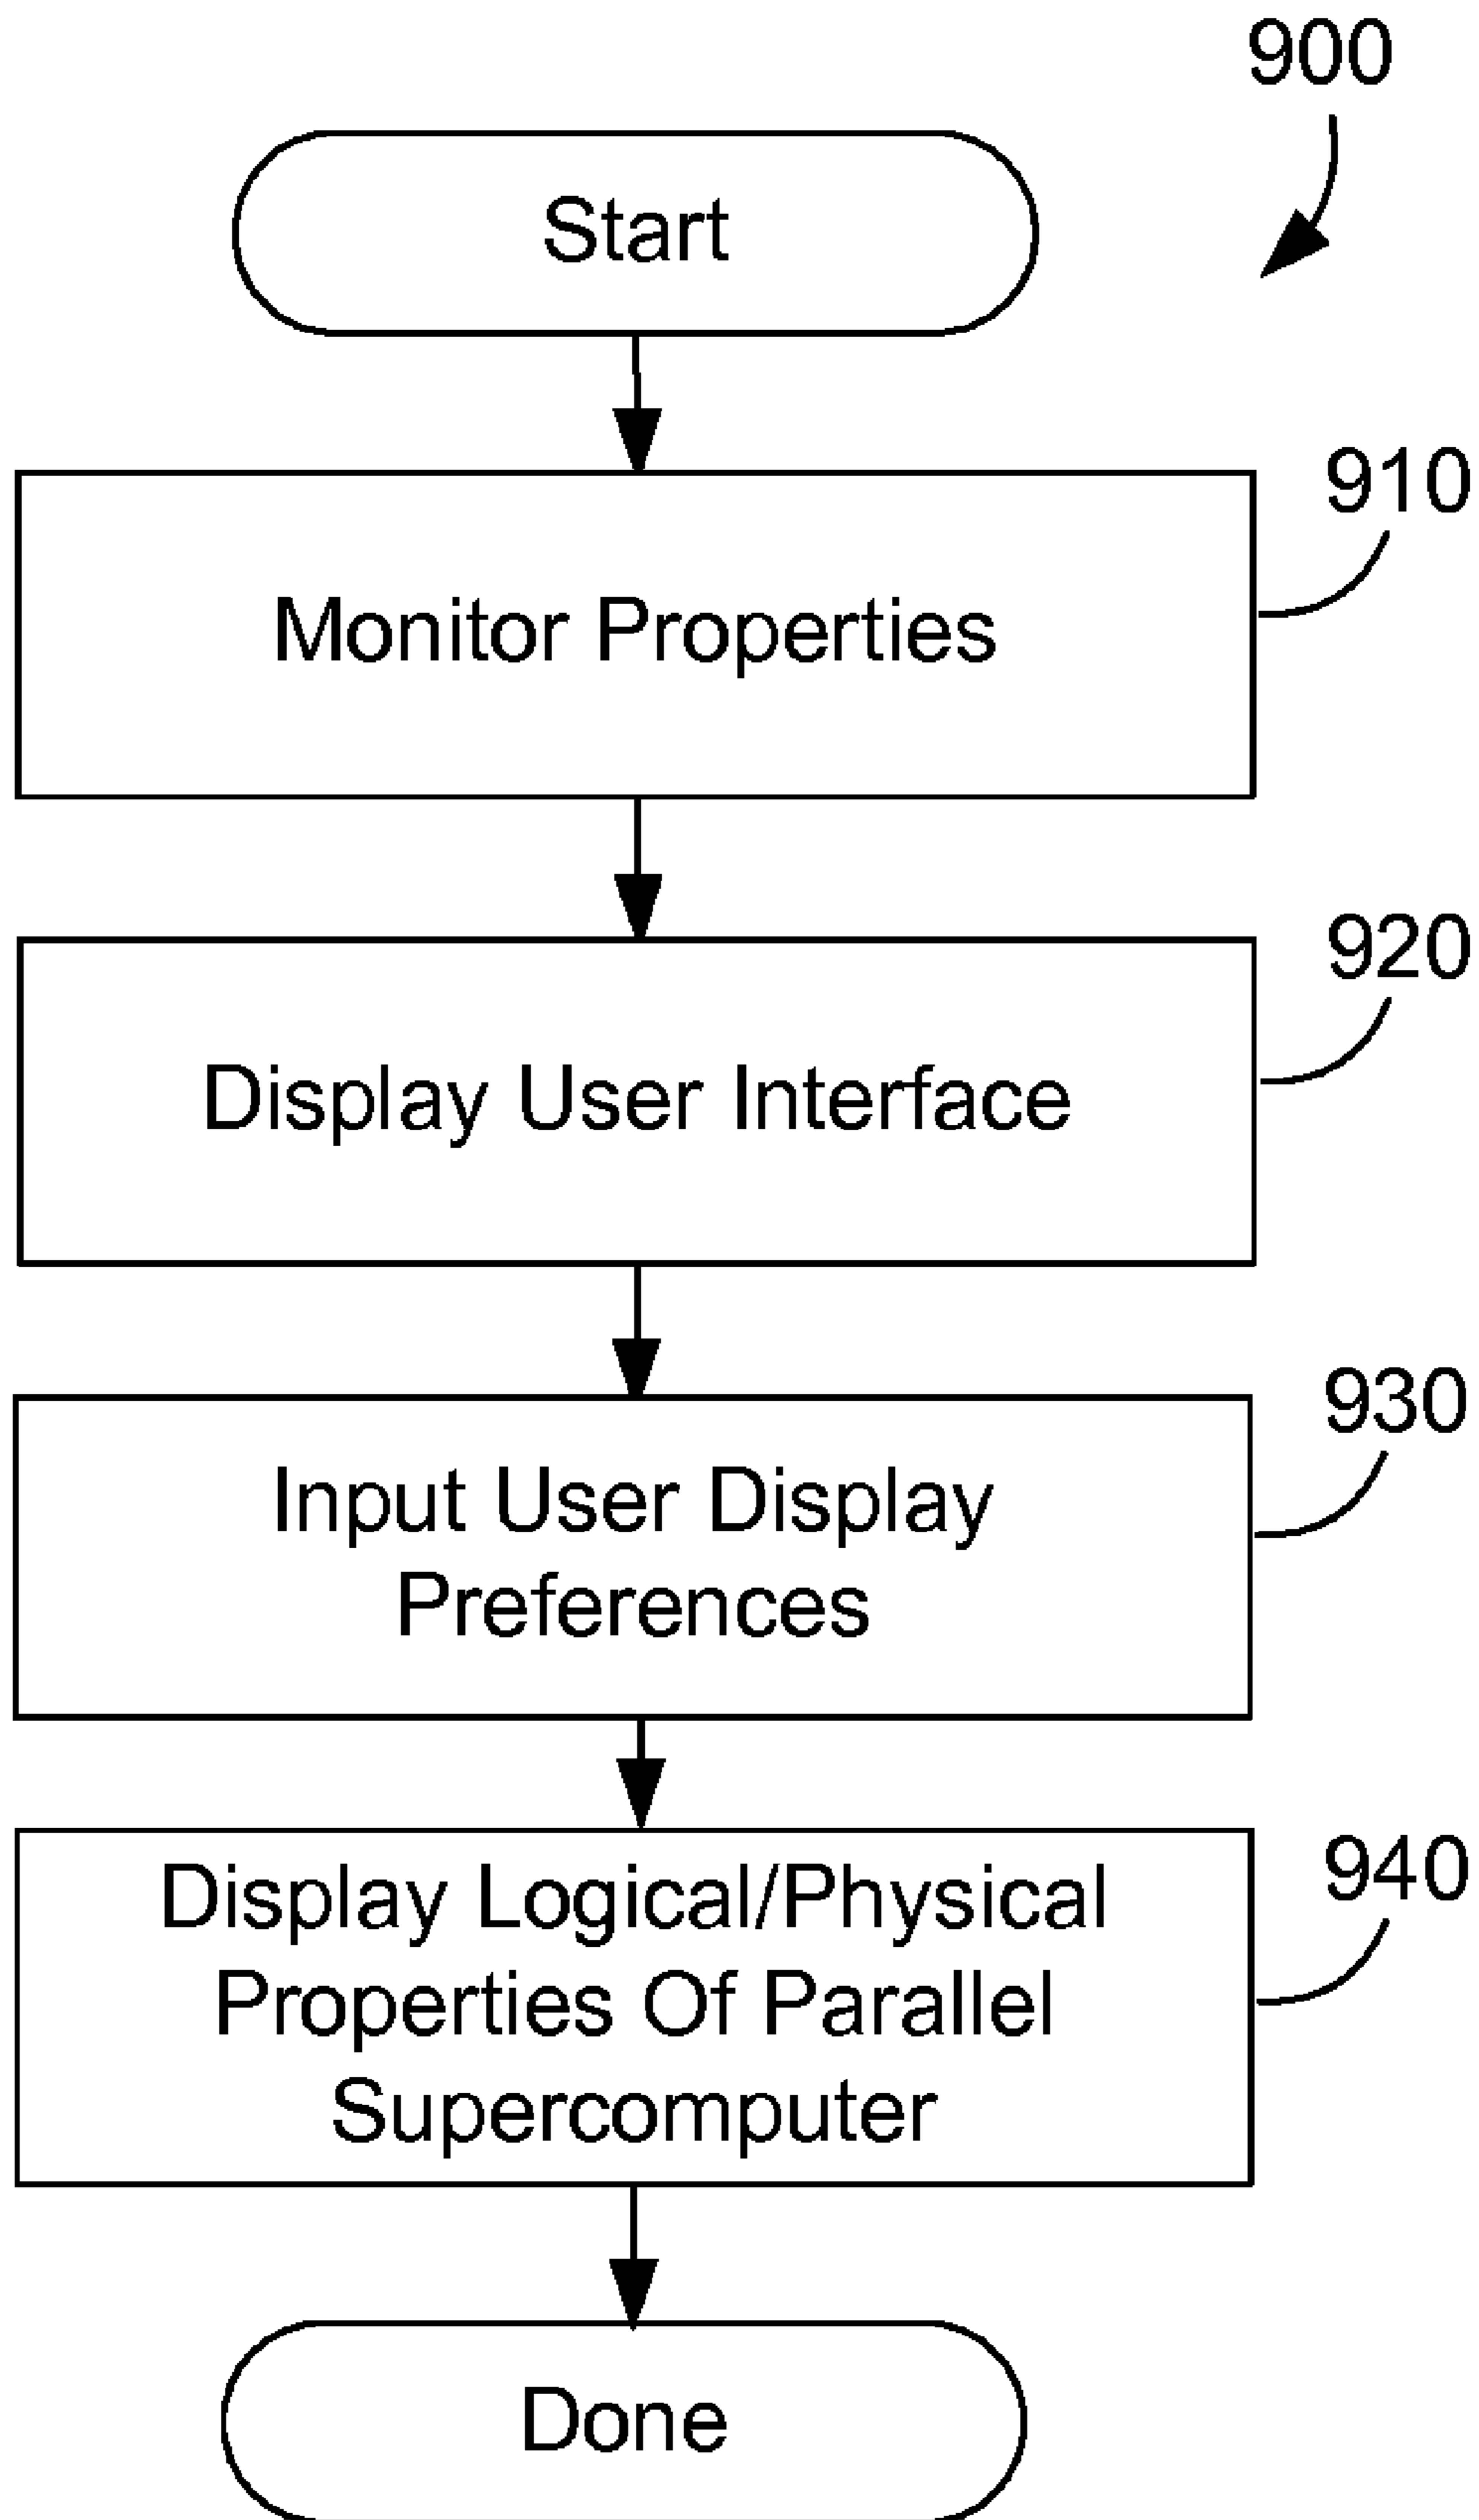 900
Start
910
Monitor Properties
920
Display User Interface
930
Input User Display
Preferences
940
Display Logical/Physical
Properties Of Parallel
Supercomputer
Done